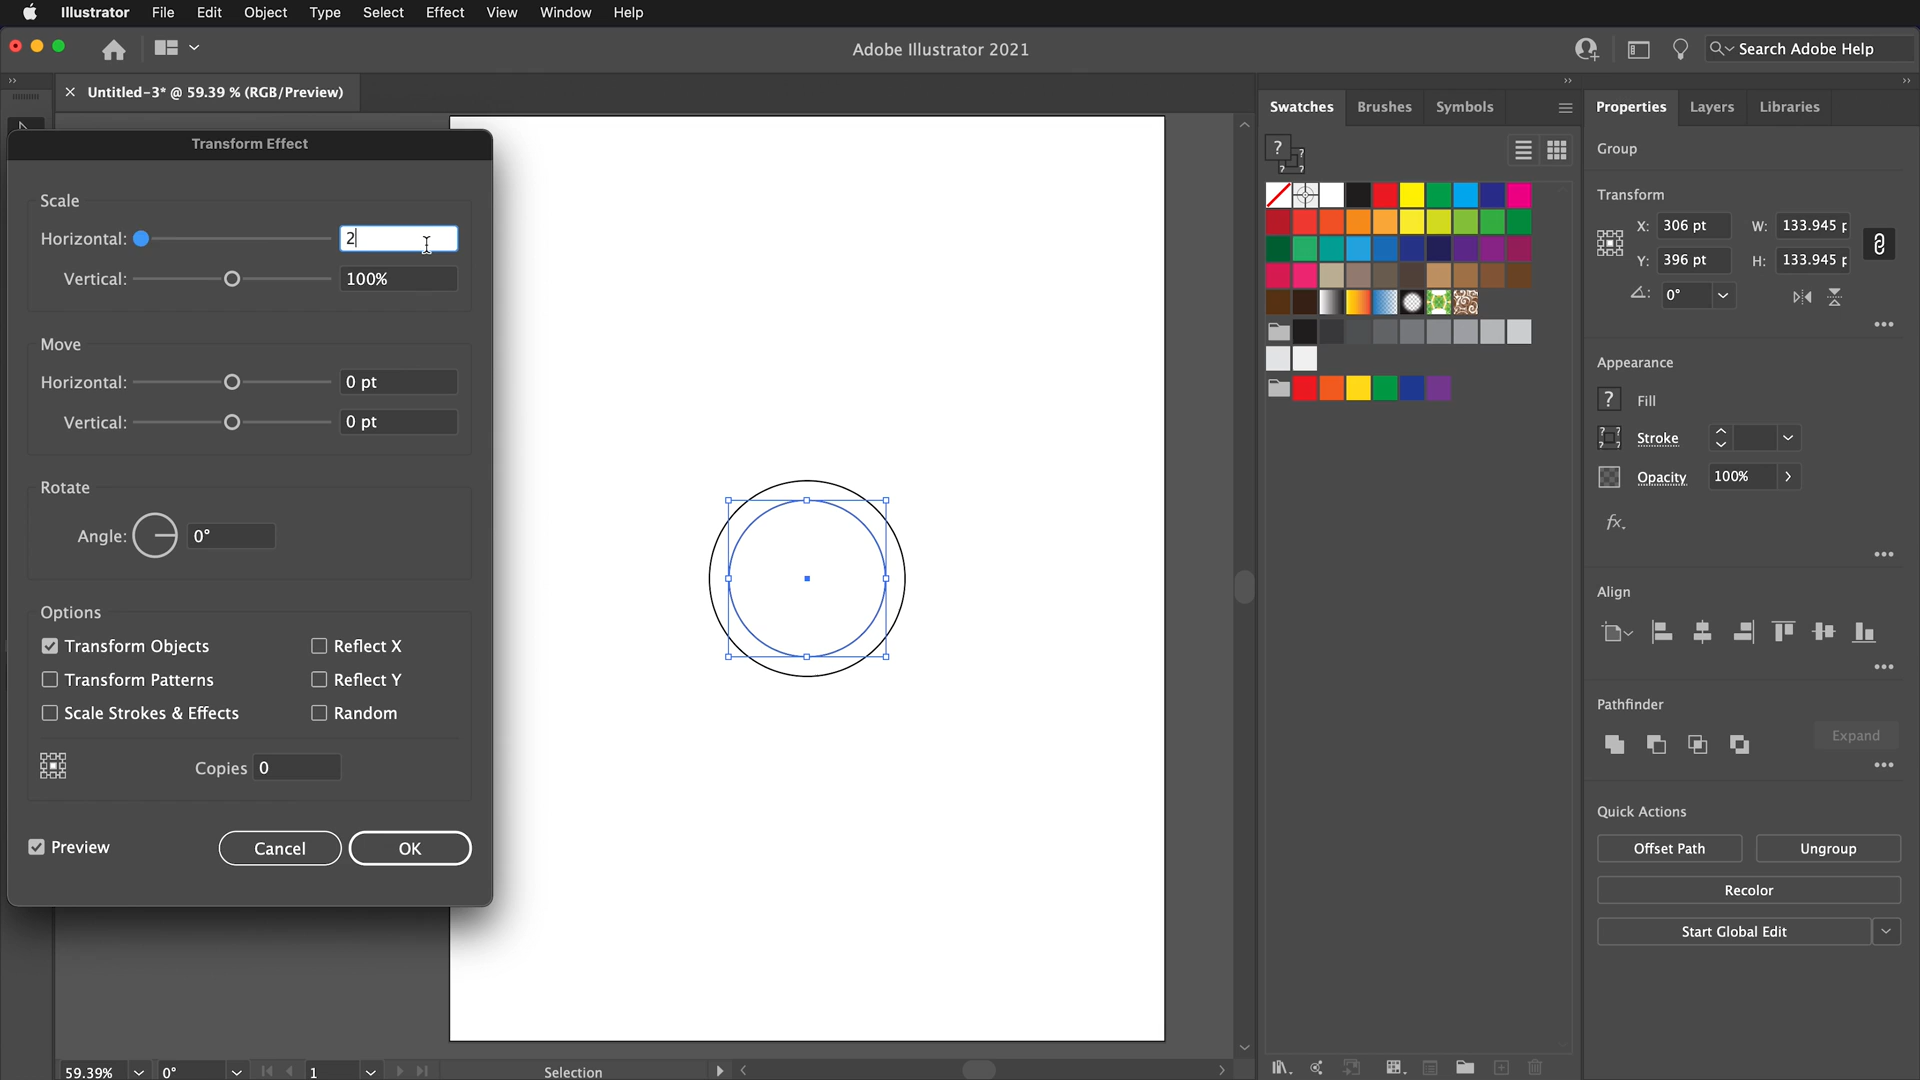 Illustrator File Edit Object Type Select Effect View Window Help
Adobe Illustrator 2021
Search Adobe Help
Untitled-3* @ 59.39 % (RGB/Preview)
Transform Effect
Scale
Horizontal: 2
Vertical: 100%
Move
Horizontal: 0 pt
Vertical: 0 pt
Rotate
Angle: 0°
Options
Transform Objects Reflect X
Transform Patterns Reflect Y
Scale Strokes & Effects Random
Copies 0
Preview Cancel OK
Swatches Brushes Symbols
Properties Layers Libraries
Group
Transform
X: 306 pt W: 133.945 p
Y: 396 pt H: 133.945 p
0°
Appearance
? Fill
Stroke
Opacity 100%
fx.
Align
Pathfinder
Expand
Quick Actions
Offset Path Ungroup
Recolor
Start Global Edit
59.39% 0° 1 Selection